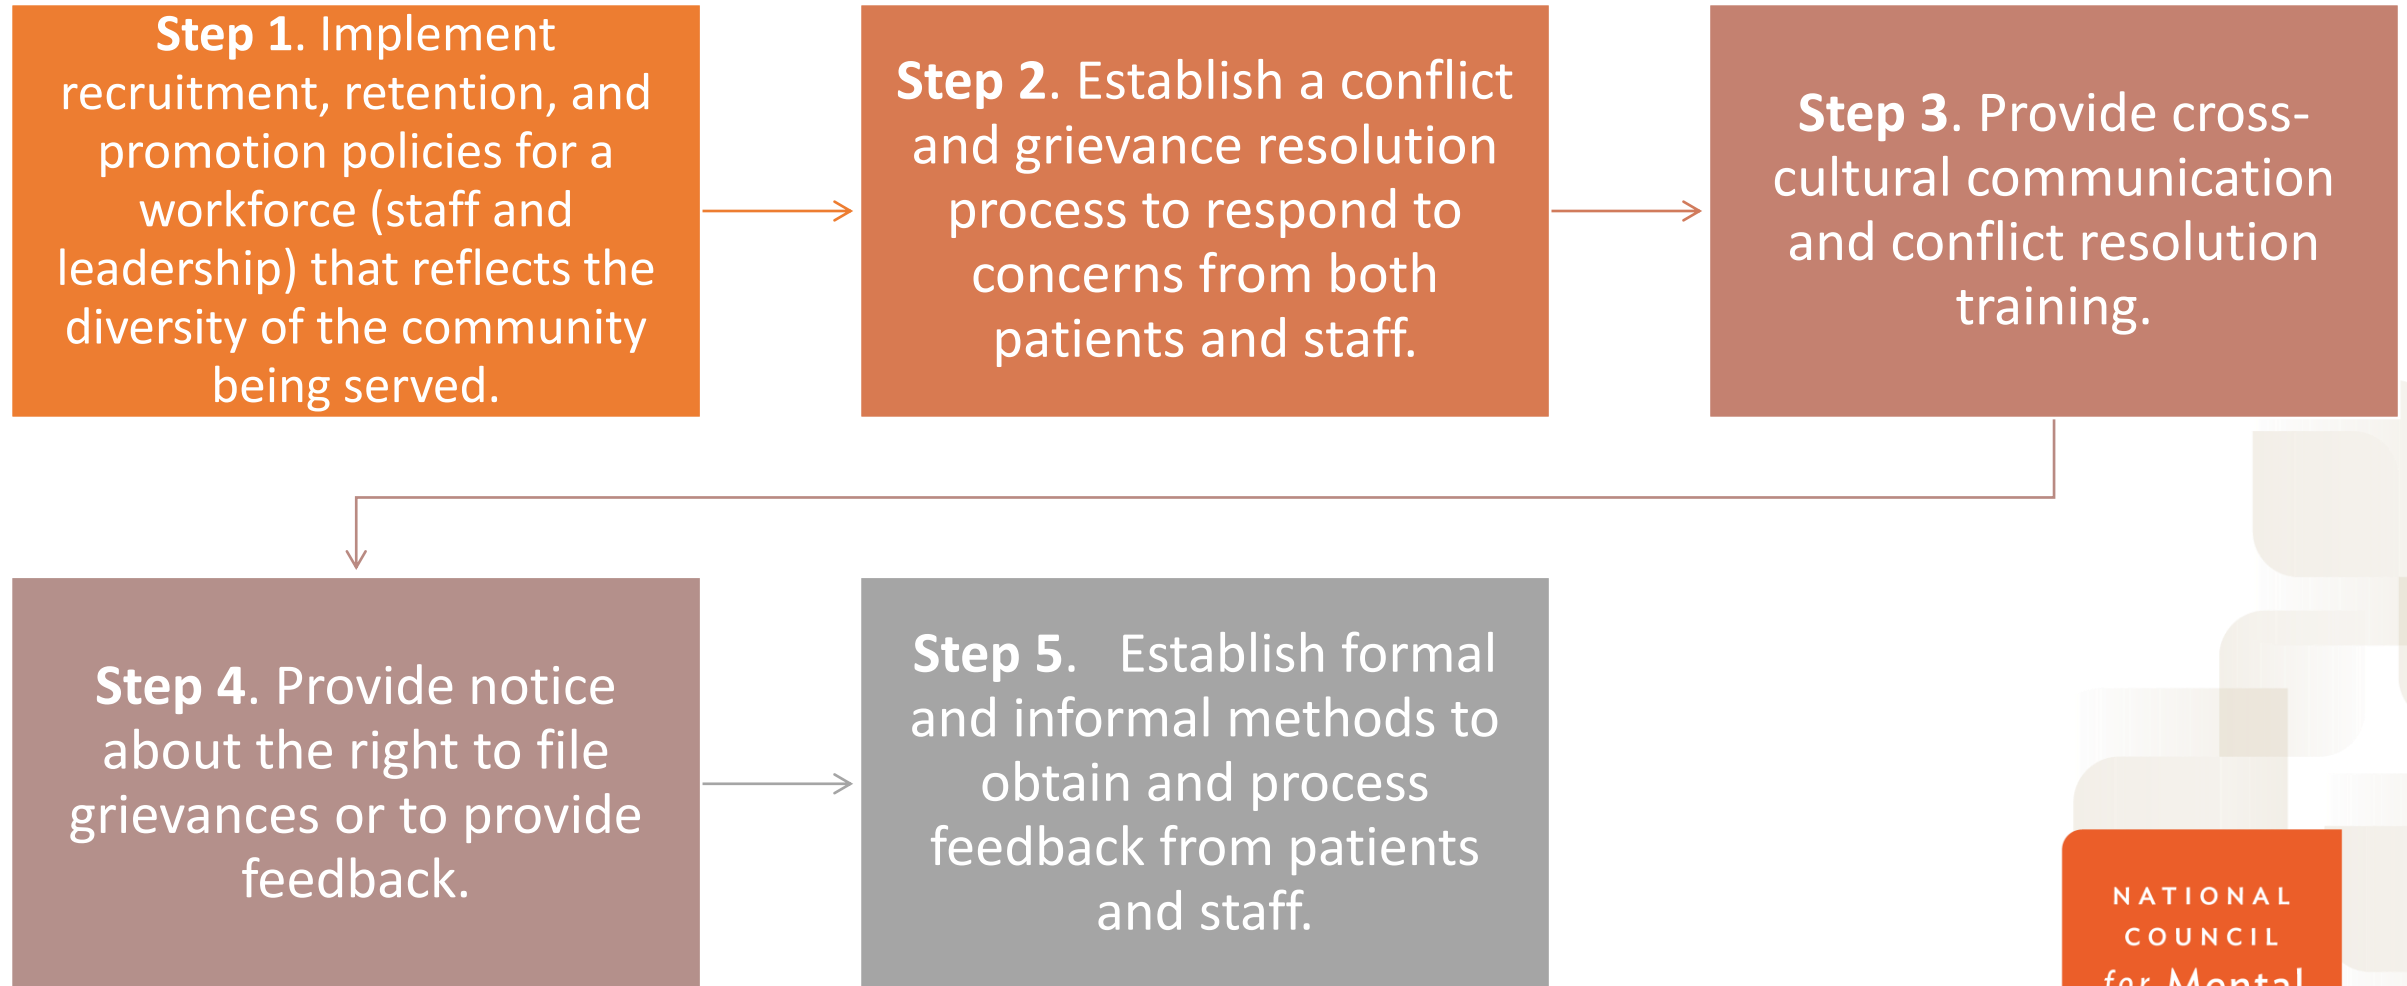 Step 1. Implement
recruitment, retention, and
promotion policies for a
workforce (staff and
leadership) that reflects the
diversity of the community
being served.
Step 2. Establish a conflict
and grievance resolution
process to respond to
concerns from both
patients and staff.
Step 3. Provide cross-
cultural communication
and conflict resolution
training.
Step 4. Provide notice
about the right to file
grievances or to provide
feedback.
Step 5.   Establish formal
and informal methods to
obtain and process
feedback from patients
and staff.
NATIONAL
COUNCIL
for Mental